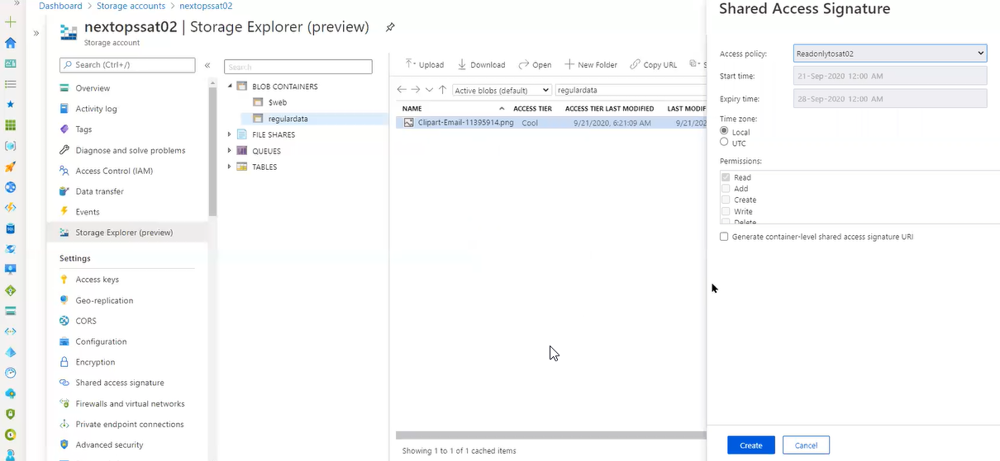 Dashboard > Storage accounts > nextopssat02
nextopssat02 | Storage Explorer (preview)
Storage account
Search (Ctrl+/)
Overview
Activity log
Tags
Diagnose and solve problems
Access Control (IAM)
Data transfer
Events
Storage Explorer (preview)
Settings
Access keys
Geo-replication
CORS
Configuration
Encryption
Shared access signature
Firewalls and virtual networks
Private endpoint connections
Advanced security
Search
BLOB CONTAINERS
$web
regulardata
FILE SHARES
QUEUES
TABLES
Upload Download Open New Folder Copy URL S
Active blobs (default) regulardata
NAME ACCESS TIER ACCESS TIER LAST MODIFIED LAST MODIF
Clipart-Email-11395914.png Cool 9/21/2020, 6:21:09 AM 9/21/202
Showing 1 to 1 of 1 cached items
Shared Access Signature
Access policy: Readonlytosat02
Start time: 21-Sep-2020 12:00 AM
Expiry time: 28-Sep-2020 12:00 AM
Time zone:
Local
UTC
Permissions:
Read
Add
Create
Write
Delete
Generate container-level shared access signature URI
Create Cancel